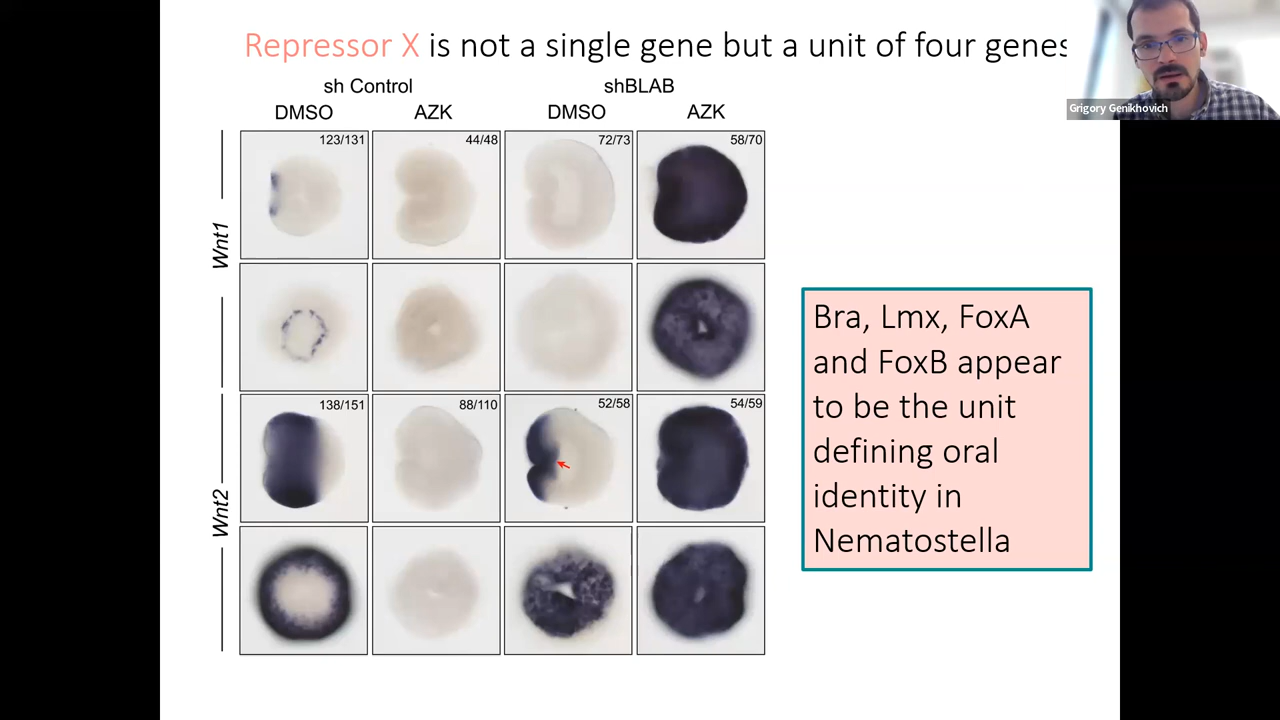 Repressor X is not a single gene but a unit of four genes
Grigory Genikhovich
sh Control
shBLAB
DMSO
AZK
DMSO
AZK
Wnt1
123/131
44/48
72/73
58/70
Wnt2
138/151
88/110
52/58
54/59
Bra, Lmx, FoxA
and FoxB appear
to be the unit
defining oral
identity in
Nematostella